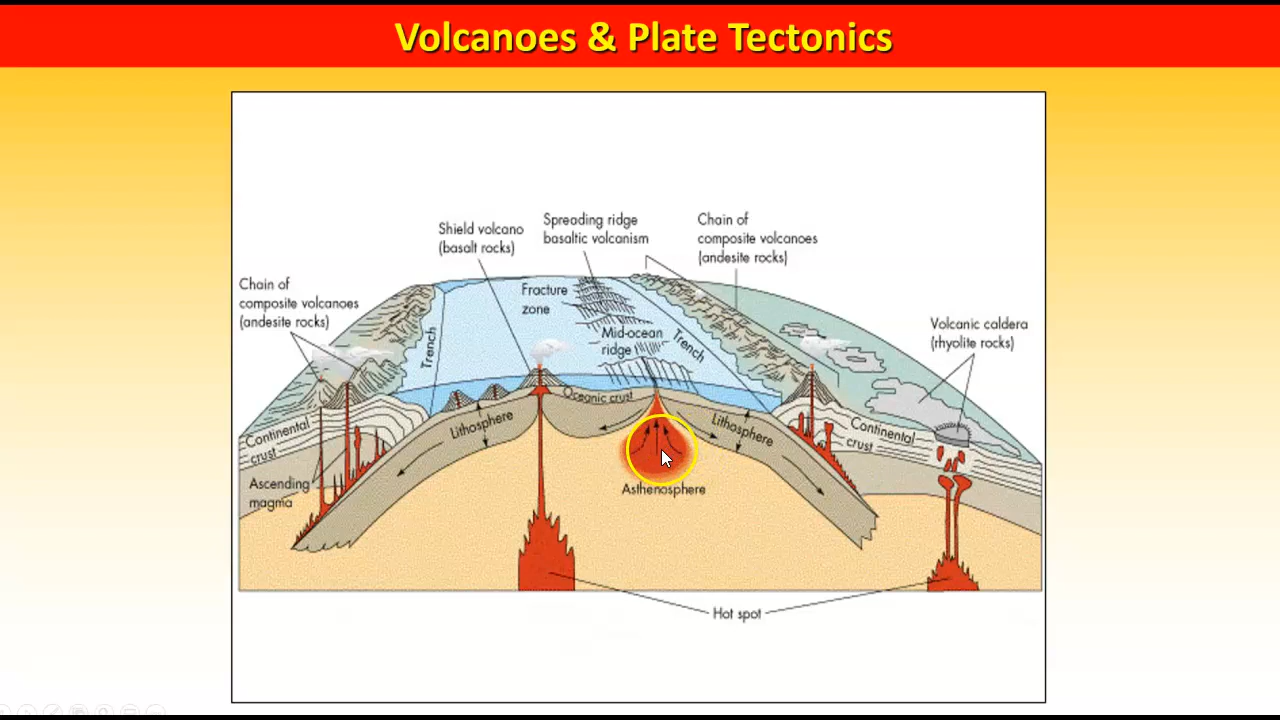 Volcanoes & Plate Tectonics
Shield volcano
(basalt rocks)
Spreading ridge
basaltic volcanism
Chain of
composite volcanoes
(andesite rocks)
Chain of
composite volcanoes
(andesite rocks)
Fracture
zone
Mid-ocean
ridge
Trench
Trench
Volcanic caldera
(rhyolite rocks)
Oceanic crust
Continental
crust
Lithosphere
Lithosphere
Continental
crust
Ascending
magma
Asthenosphere
Hot spot